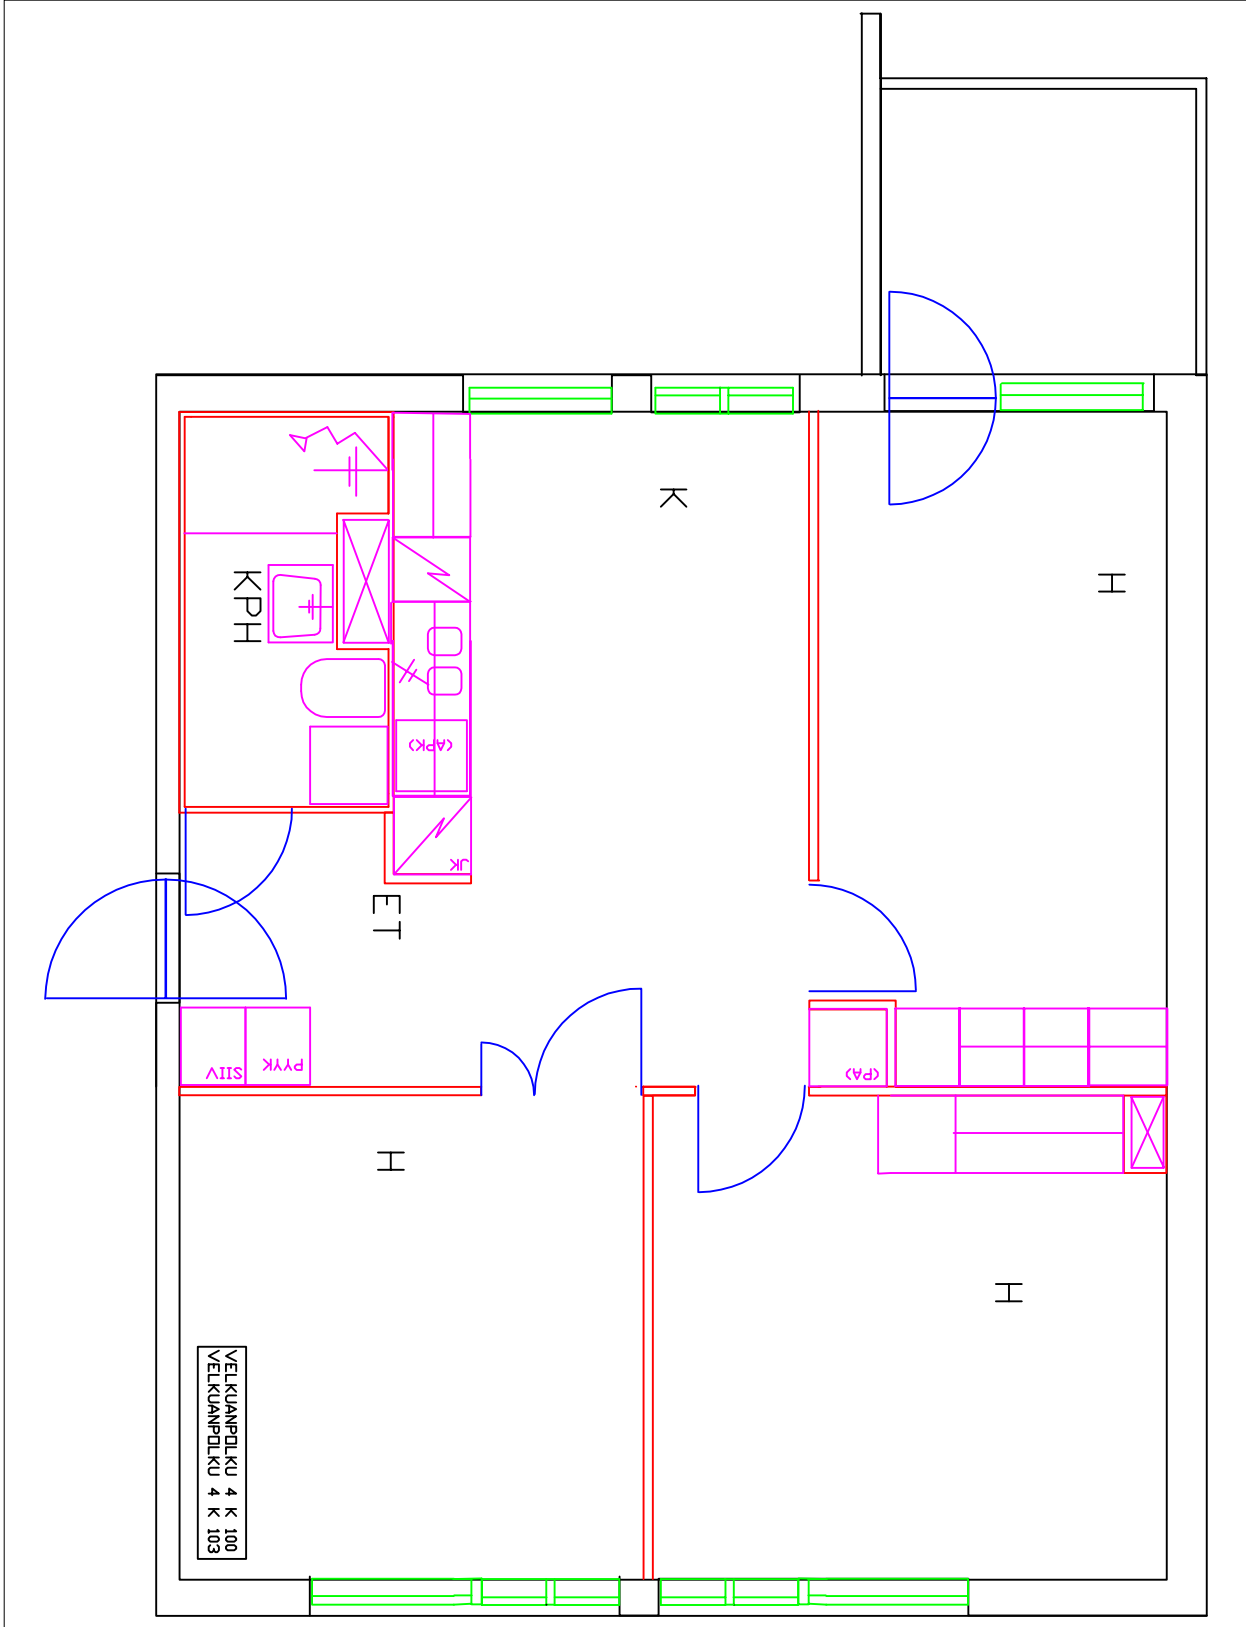 K
H
KPH
(APK)
JK
ET
SIIV
PYYK
(PA)
H
H
VELKUANPOLKU 4 K 100
VELKUANPOLKU 4 K 103